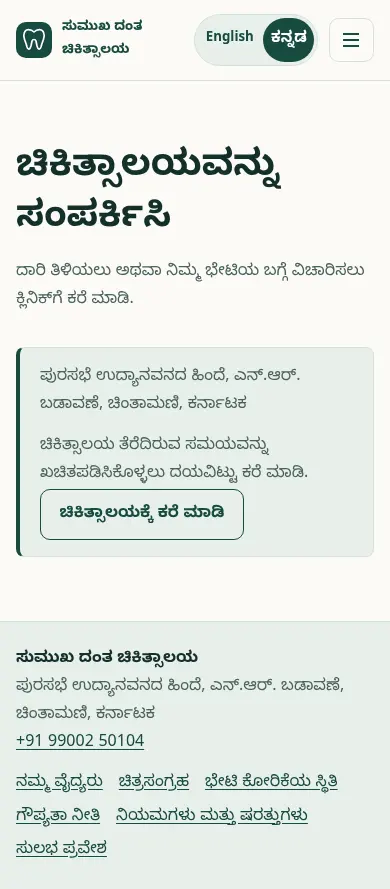 ಸುಮುಖ ದಂತ
ಚಿಕಿತ್ಸಾಲಯ
English ಕನ್ನಡ
ಚಿಕಿತ್ಸಾಲಯವನ್ನು
ಸಂಪರ್ಕಿಸಿ
ದಾರಿ ತಿಳಿಯಲು ಅಥವಾ ನಿಮ್ಮ ಭೇಟಿಯ ಬಗ್ಗೆ ವಿಚಾರಿಸಲು
ಕ್ಲಿನಿಕ್‌ಗೆ ಕರೆ ಮಾಡಿ.
ಪುರಸಭೆ ಉದ್ಯಾನವನದ ಹಿಂದೆ, ಎನ್.ಆರ್.
ಬಡಾವಣೆ, ಚಿಂತಾಮಣಿ, ಕರ್ನಾಟಕ
ಚಿಕಿತ್ಸಾಲಯ ತೆರೆದಿರುವ ಸಮಯವನ್ನು
ಖಚಿತಪಡಿಸಿಕೊಳ್ಳಲು ದಯವಿಟ್ಟು ಕರೆ ಮಾಡಿ.
ಚಿಕಿತ್ಸಾಲಯಕ್ಕೆ ಕರೆ ಮಾಡಿ
ಸುಮುಖ ದಂತ ಚಿಕಿತ್ಸಾಲಯ
ಪುರಸಭೆ ಉದ್ಯಾನವನದ ಹಿಂದೆ, ಎನ್.ಆರ್. ಬಡಾವಣೆ,
ಚಿಂತಾಮಣಿ, ಕರ್ನಾಟಕ
+91 99002 50104
ನಮ್ಮ ವೈದ್ಯರು ಚಿತ್ರಸಂಗ್ರಹ ಭೇಟಿ ಕೋರಿಕೆಯ ಸ್ಥಿತಿ
ಗೌಪ್ಯತಾ ನೀತಿ ನಿಯಮಗಳು ಮತ್ತು ಷರತ್ತುಗಳು
ಸುಲಭ ಪ್ರವೇಶ